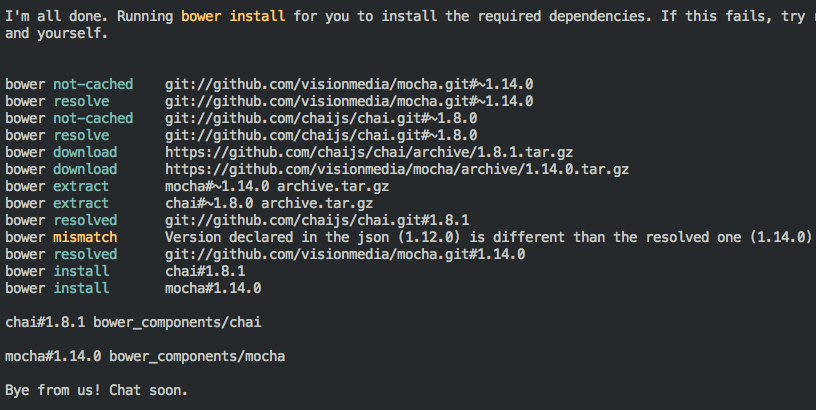 I'm all done. Running bower install for you to install the required dependencies. If this fails, try
and yourself.
bower not-cached git://github.com/visionmedia/mocha.git#~1.14.0
bower resolve git://github.com/visionmedia/mocha.git#~1.14.0
bower not-cached git://github.com/chaijs/chai.git#~1.8.0
bower resolve git://github.com/chaijs/chai.git#~1.8.0
bower download https://github.com/chaijs/chai/archive/1.8.1.tar.gz
bower download https://github.com/visionmedia/mocha/archive/1.14.0.tar.gz
bower extract mocha#~1.14.0 archive.tar.gz
bower extract chai#~1.8.0 archive.tar.gz
bower resolved git://github.com/chaijs/chai.git#1.8.1
bower mismatch Version declared in the json (1.12.0) is different than the resolved one (1.14.0)
bower resolved git://github.com/visionmedia/mocha.git#1.14.0
bower install chai#1.8.1
bower install mocha#1.14.0
chai#1.8.1 bower_components/chai
mocha#1.14.0 bower_components/mocha
Bye from us! Chat soon.